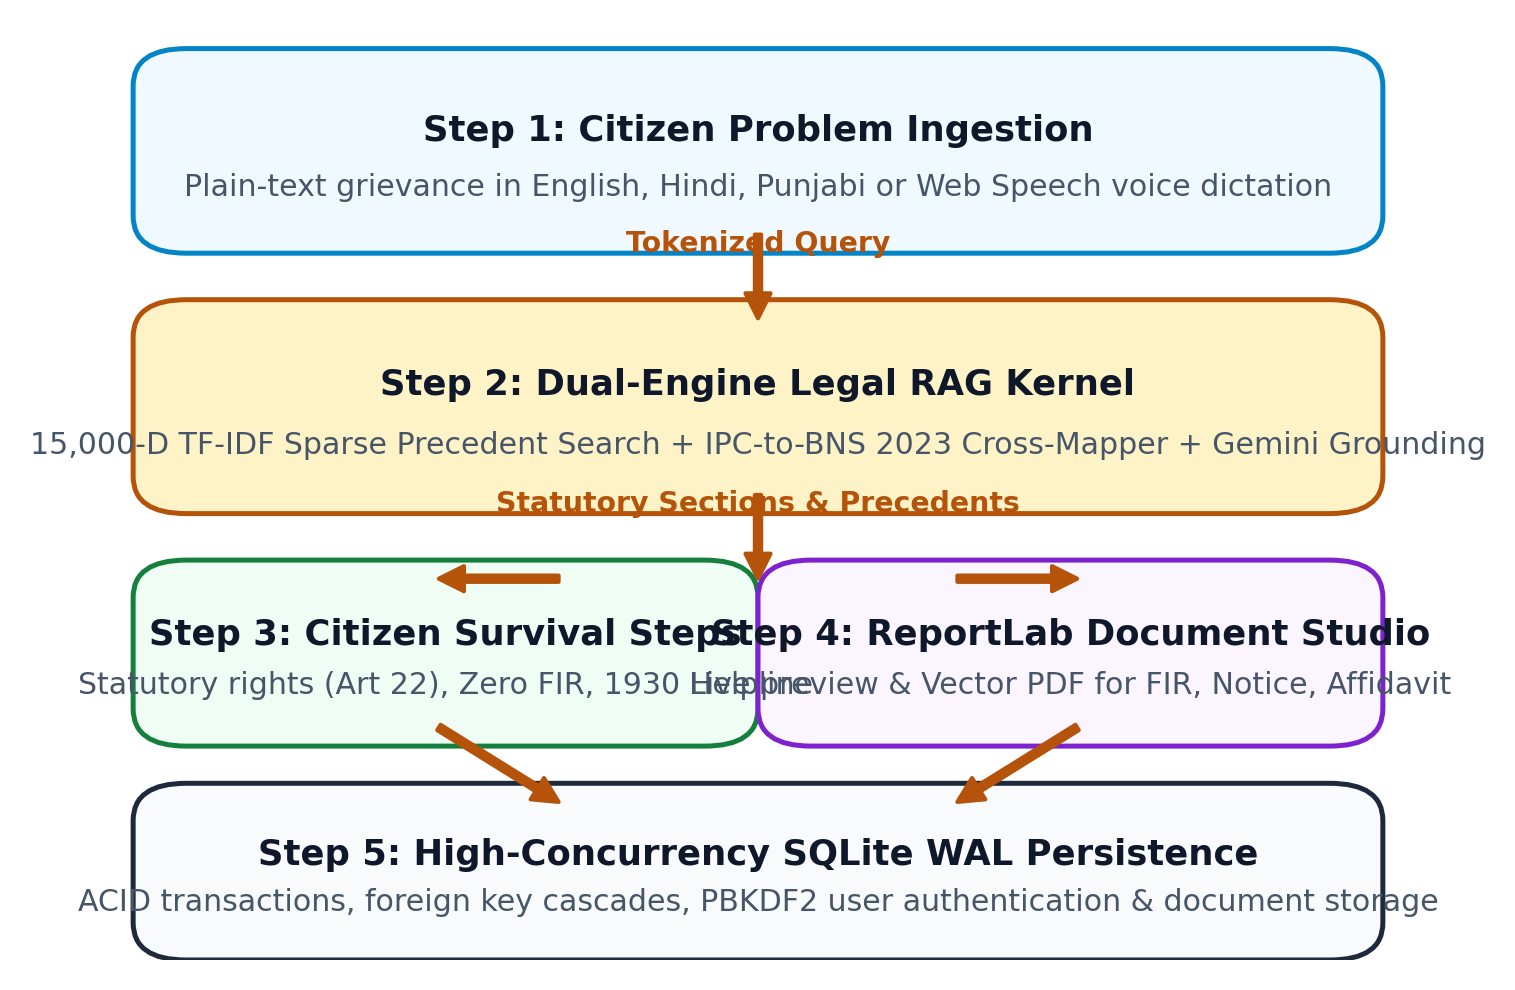 Step 1: Citizen Problem Ingestion
Plain-text grievance in English, Hindi, Punjabi or Web Speech voice dictation
Tokenized Query
Step 2: Dual-Engine Legal RAG Kernel
15,000-D TF-IDF Sparse Precedent Search + IPC-to-BNS 2023 Cross-Mapper + Gemini Grounding
Statutory Sections & Precedents
Step 3: Citizen Survival Steps
Statutory rights (Art 22), Zero FIR, 1930 Helpline
Step 4: ReportLab Document Studio
Live preview & Vector PDF for FIR, Notice, Affidavit
Step 5: High-Concurrency SQLite WAL Persistence
ACID transactions, foreign key cascades, PBKDF2 user authentication & document storage